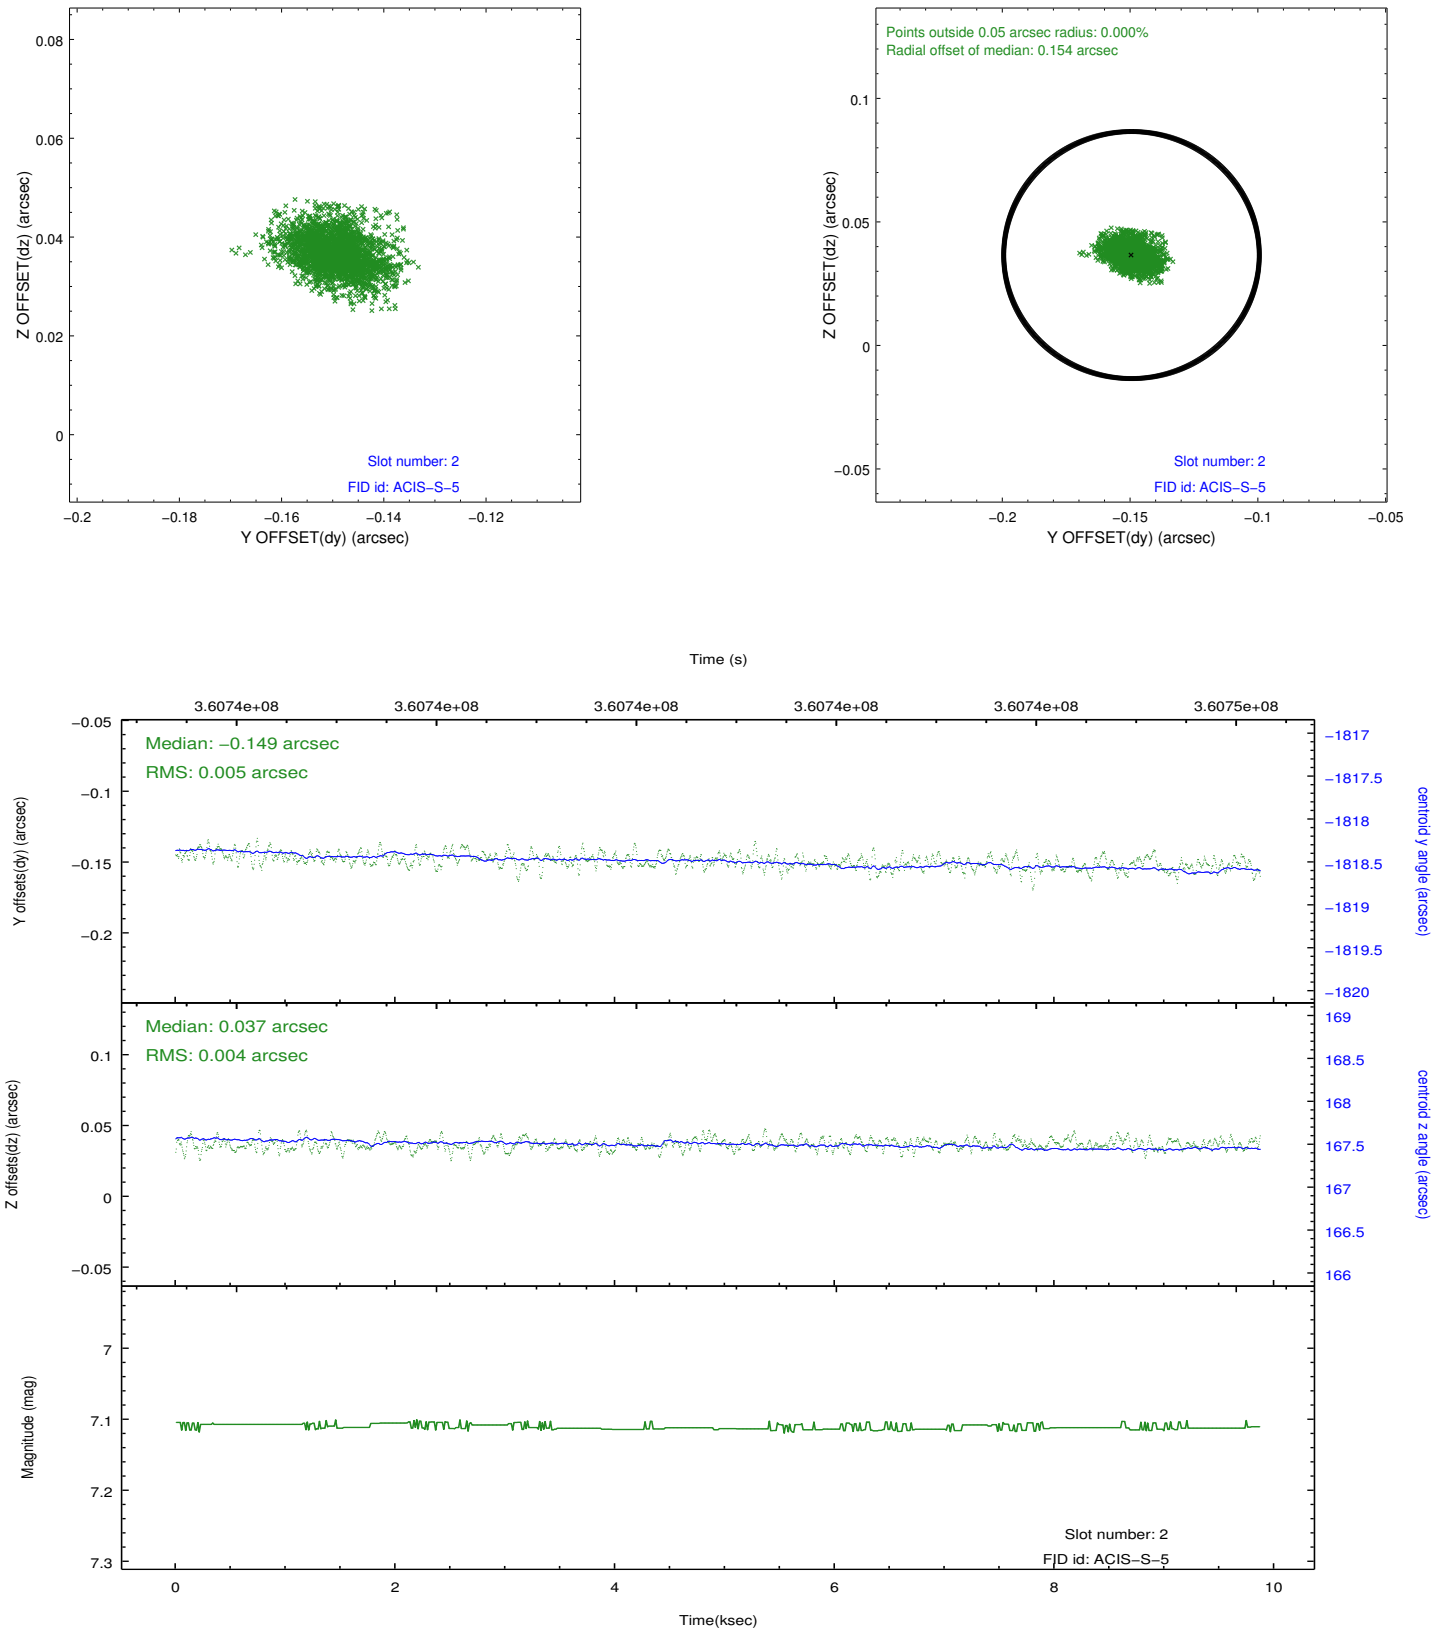 0.08
0.06
0.04
0.02
0
Z OFFSET(dz) (arcsec)
Slot number: 2
FID id: ACIS−S−5
−0.2 −0.18 −0.16 −0.14 −0.12
Y OFFSET(dy) (arcsec)
Points outside 0.05 arcsec radius: 0.000%
Radial offset of median: 0.154 arcsec
0.1
0.05
0
−0.05
Z OFFSET(dz) (arcsec)
Slot number: 2
FID id: ACIS−S−5
−0.2 −0.15 −0.1 −0.05
Y OFFSET(dy) (arcsec)
Time (s)
3.6074e+08 3.6074e+08 3.6074e+08 3.6074e+08 3.6074e+08 3.6075e+08
Median: −0.149 arcsec
RMS: 0.005 arcsec
−0.05
−0.1
−0.15
−0.2
Y offsets(dy) (arcsec)
−1817
−1817.5
−1818
−1818.5
−1819
−1819.5
−1820
centroid y angle (arcsec)
Median: 0.037 arcsec
RMS: 0.004 arcsec
0.1
0.05
0
−0.05
Z offsets(dz) (arcsec)
169
168.5
168
167.5
167
166.5
166
centroid z angle (arcsec)
7
7.1
7.2
7.3
Magnitude (mag)
Slot number: 2
FID id: ACIS−S−5
0 2 4 6 8 10
Time(ksec)